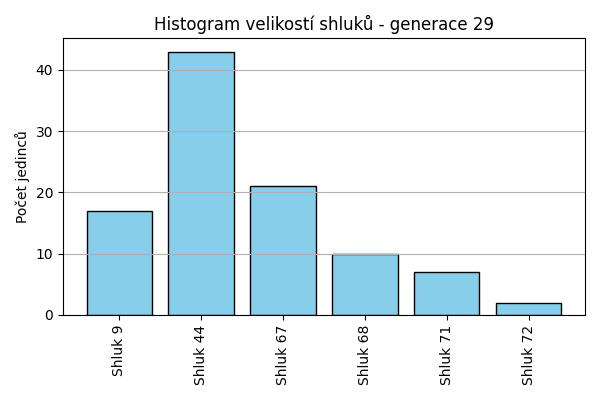 Histogram velikostí shluků - generace 29
Počet jedinců
40
30
20
10
0
Shluk 9
Shluk 44
Shluk 67
Shluk 68
Shluk 71
Shluk 72